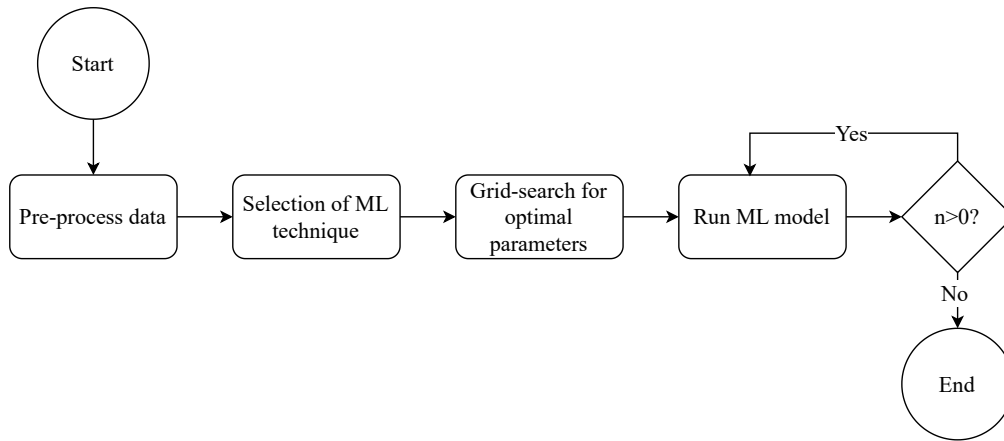 Start
Yes
Pre-process data
Selection of ML
technique
Grid-search for
optimal
parameters
Run ML model
n>0?
No
End